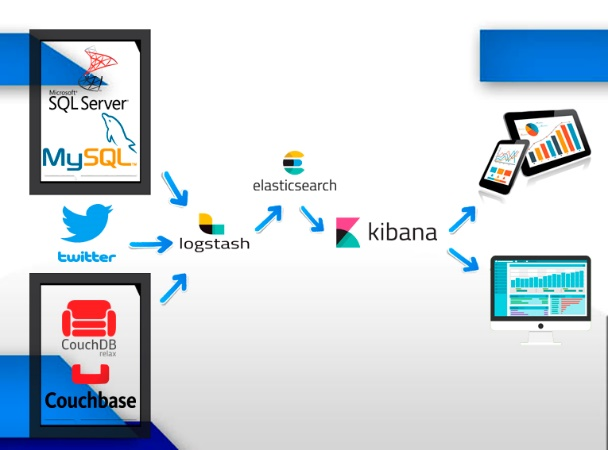 Microsoft
SQL Server
MySQL
twitter
CouchDB
relax
Couchbase
logstash
elasticsearch
kibana